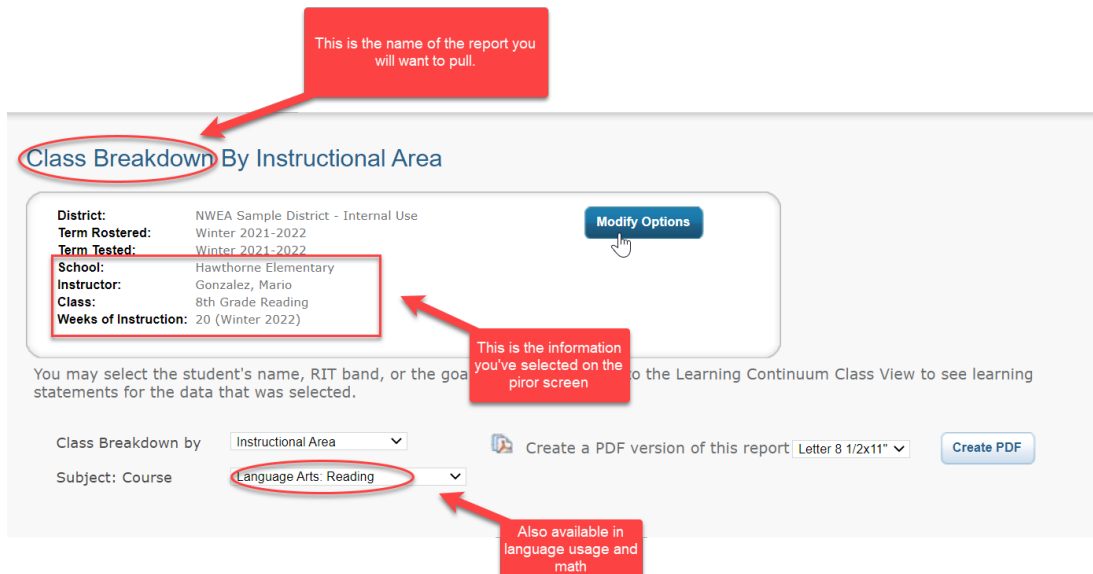 This is the name of the report you
will want to pull.
Class Breakdown By Instructional Area
District: NWEA Sample District - Internal Use
Term Rostered: Winter 2021-2022
Term Tested: Winter 2021-2022
School: Hawthorne Elementary
Instructor: Gonzalez, Mario
Class: 8th Grade Reading
Weeks of Instruction: 20 (Winter 2022)
Modify Options
This is the information
you've selected on the
piror screen
You may select the student's name, RIT band, or the goa to the Learning Continuum Class View to see learning
statements for the data that was selected.
Class Breakdown by Instructional Area
Create a PDF version of this report Letter 8 1/2x11" Create PDF
Subject: Course Language Arts: Reading
Also available in
language usage and
math